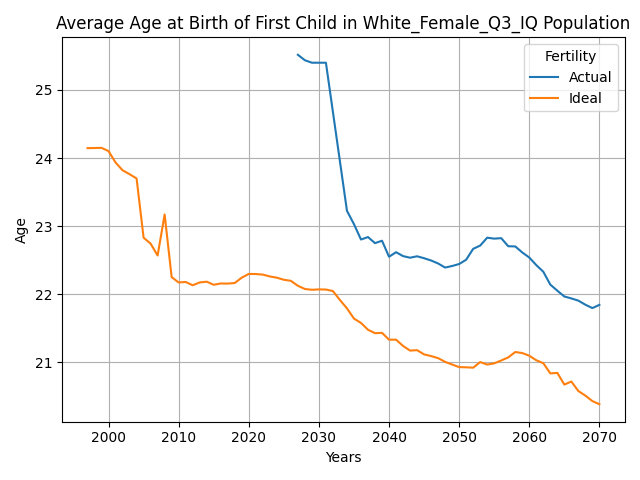 Average Age at Birth of First Child in White_Female_Q3_IQ Population
Fertility
Actual
Ideal
Age
25
24
23
22
21
2000 2010 2020 2030 2040 2050 2060 2070
Years